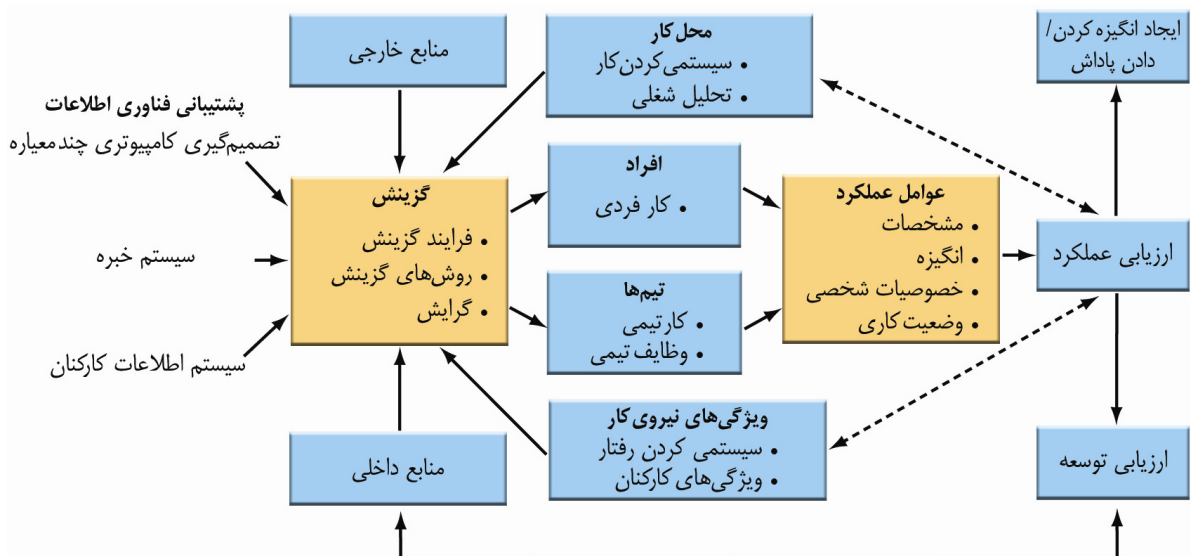 منابع خارجی
محل کار
• سیستمی‌کردن کار
• تحلیل شغلی
ایجاد انگیزه کردن/
دادن پاداش
پشتیبانی فناوری اطلاعات
تصمیم‌گیری کامپیوتری چندمعیاره
سیستم خبره
سیستم اطلاعات کارکنان
گزینش
• فرایند گزینش
• روش‌های گزینش
• گرایش
افراد
• کار فردی
تیم‌ها
• کار تیمی
• وظایف تیمی
عوامل عملکرد
• مشخصات
• انگیزه
• خصوصیات شخصی
• وضعیت کاری
ارزیابی عملکرد
منابع داخلی
ویژگی‌های نیروی کار
• سیستمی کردن رفتار
• ویژگی‌های کارکنان
ارزیابی توسعه